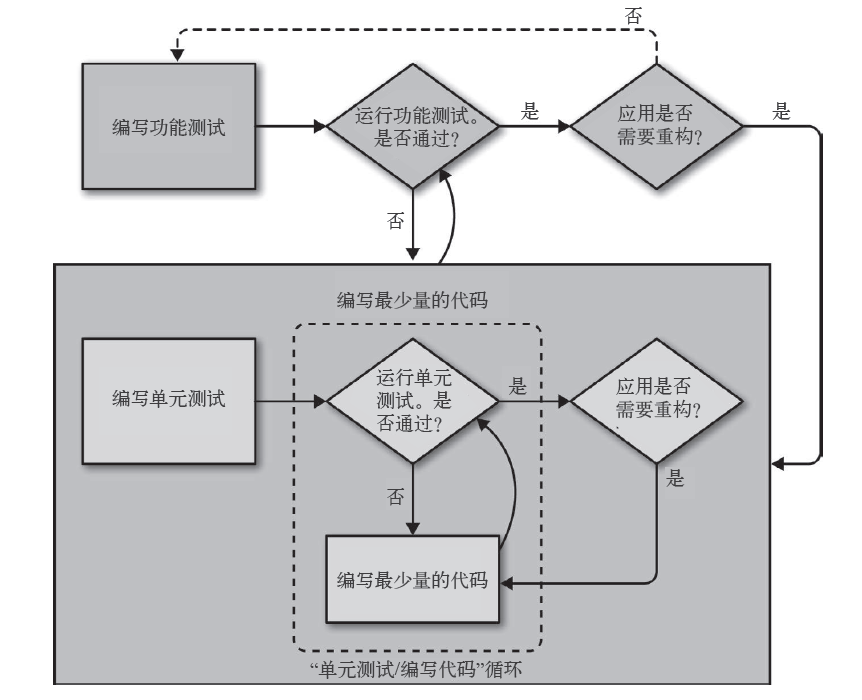 否
编写功能测试
运行功能测试。
是否通过？
是
应用是否
需要重构？
是
否
编写最少量的代码
编写单元测试
运行单元
测试。是
否通过？
是
应用是否
需要重构？
否
是
编写最少量的代码
“单元测试/编写代码”循环